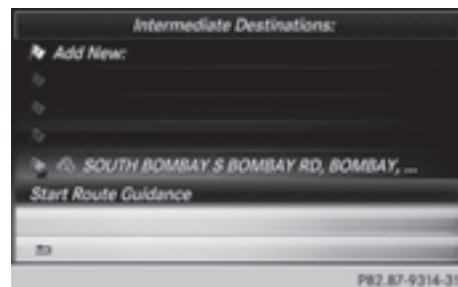 Intermediate Destinations:
Add New:
SOUTH BOMBAY S BOMBAY RD, BOMBAY, ...
Start Route Guidance
P82.87-9314-31